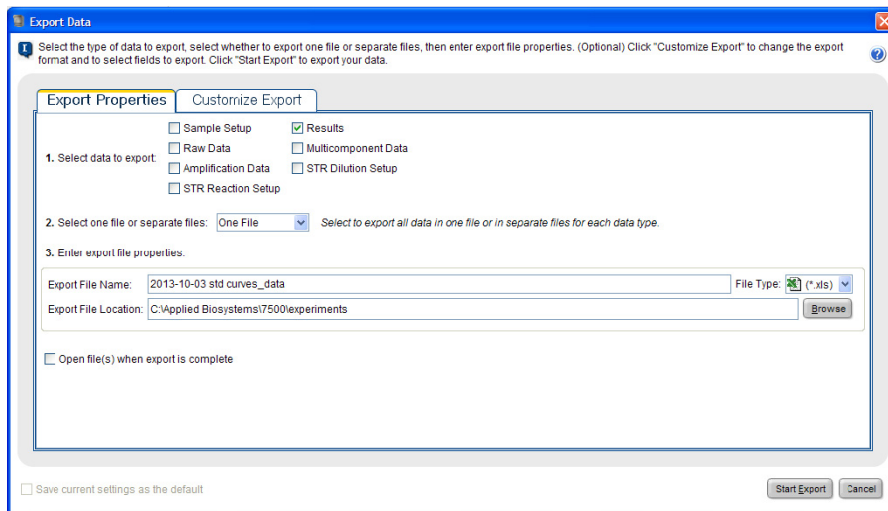 Export Data
Select the type of data to export, select whether to export one file or separate files, then enter export file properties. (Optional) Click "Customize Export" to change the export
format and to select fields to export. Click "Start Export" to export your data.
Export Properties Customize Export
1. Select data to export:
Sample Setup Results
Raw Data Multicomponent Data
Amplification Data STR Dilution Setup
STR Reaction Setup
2. Select one file or separate files: One File Select to export all data in one file or in separate files for each data type.
3. Enter export file properties.
Export File Name: 2013-10-03 std curves_data File Type: (*.xls)
Export File Location: C:\Applied Biosystems\7500\experiments Browse
Open file(s) when export is complete
Save current settings as the default Start Export Cancel